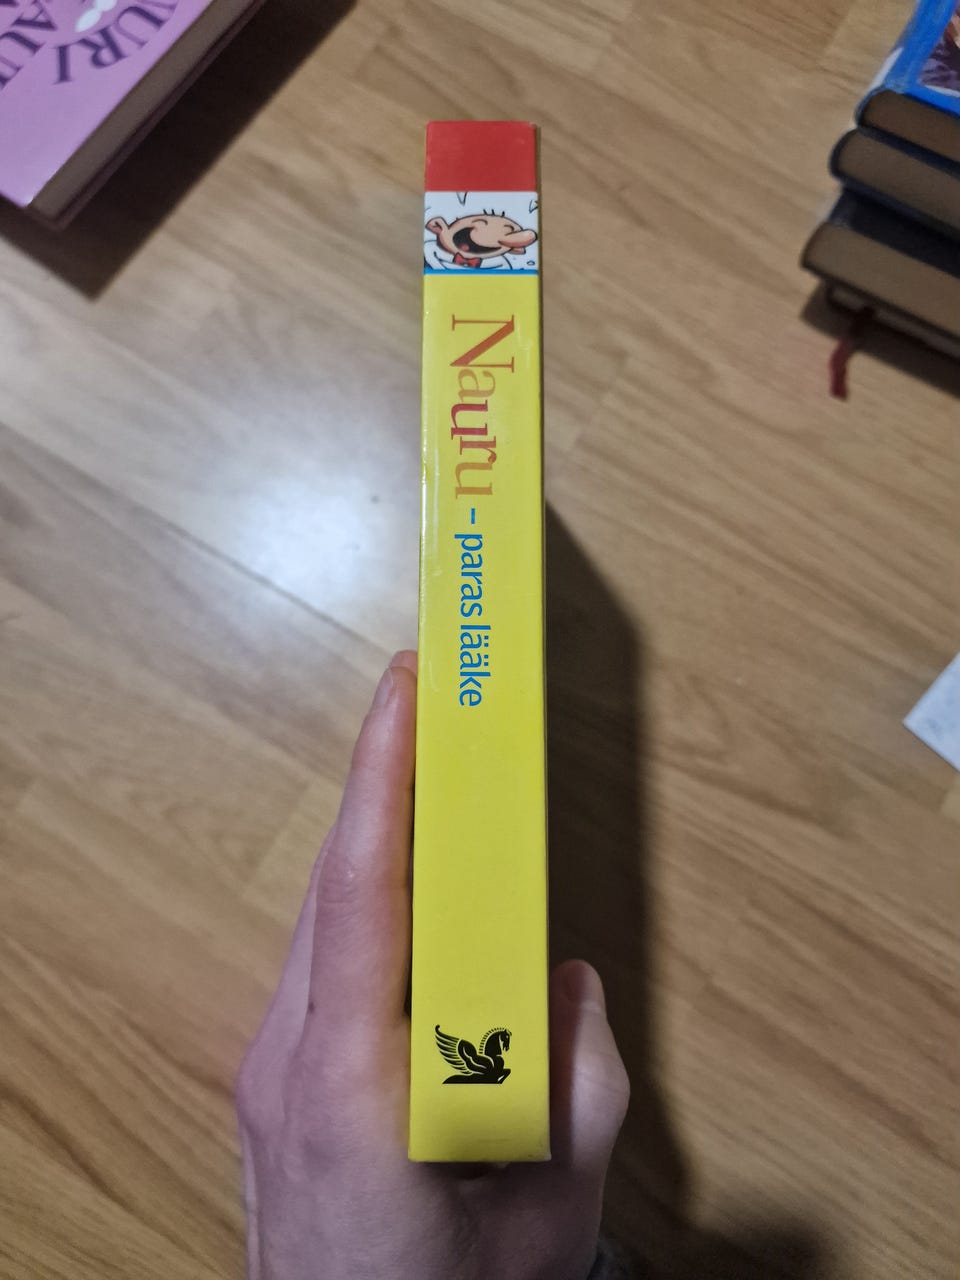 Nauru – paras lääke